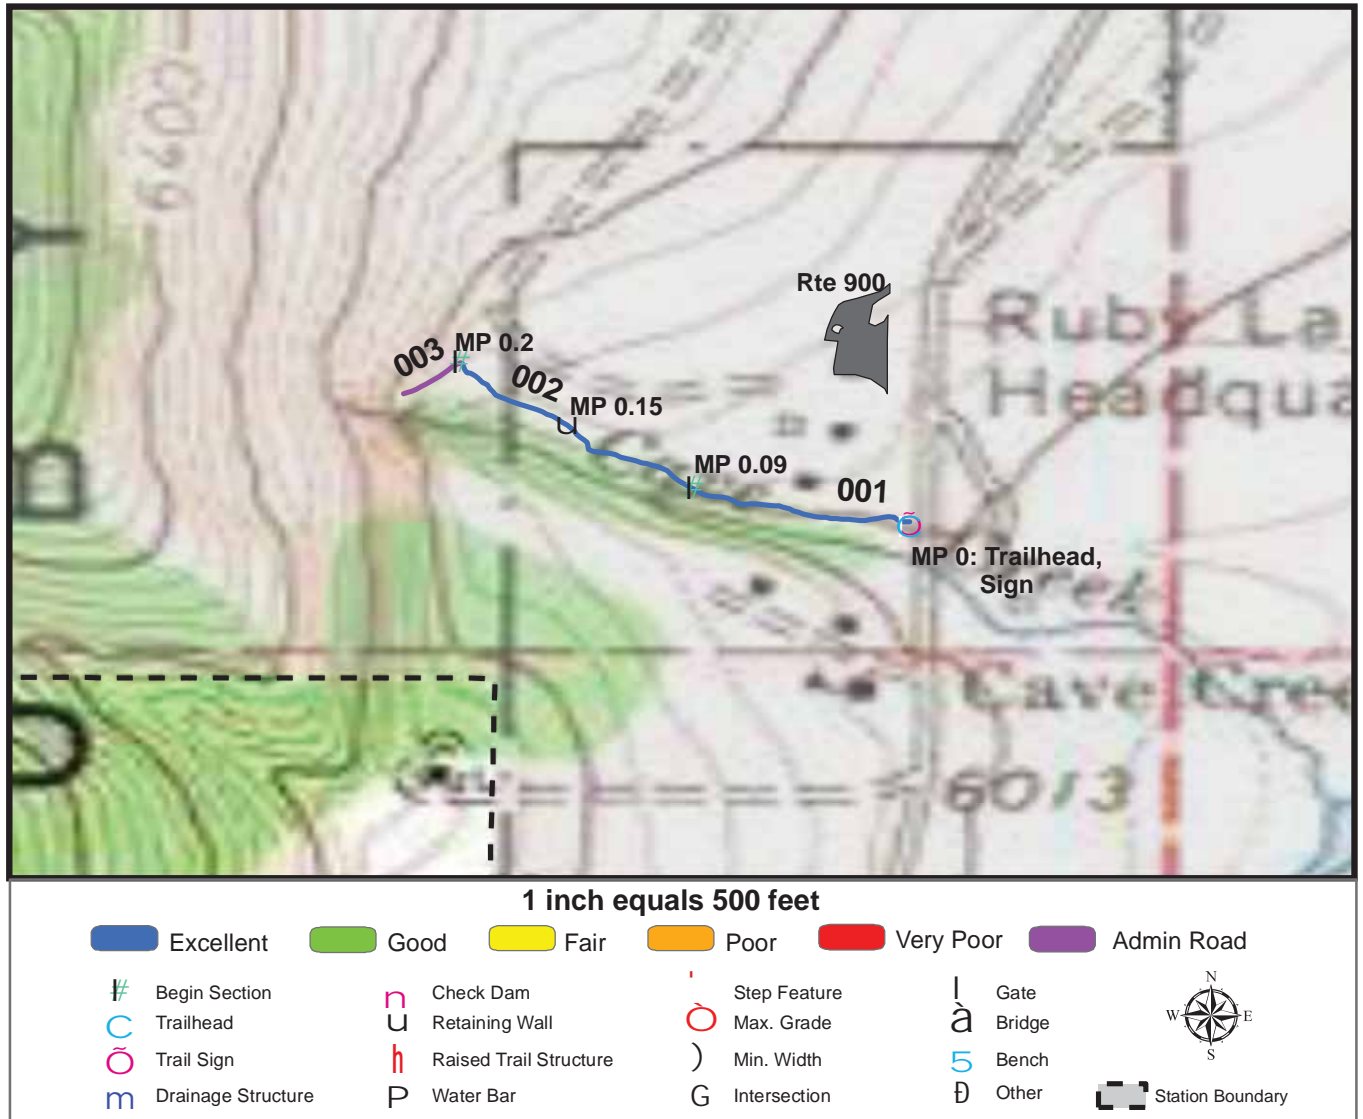 6600
Rte 900
Ruby La
Headqua
003
MP 0.2
002
MP 0.15
MP 0.09
001
MP 0: Trailhead,
Sign
Cave Cree
6013
1 inch equals 500 feet
Excellent
Good
Fair
Poor
Very Poor
Admin Road
Begin Section
n Check Dam
' Step Feature
Gate
C Trailhead
u Retaining Wall
Ò Max. Grade
à Bridge
Õ Trail Sign
h Raised Trail Structure
) Min. Width
5 Bench
m Drainage Structure
P Water Bar
G Intersection
Ð Other
Station Boundary
N
W E
S